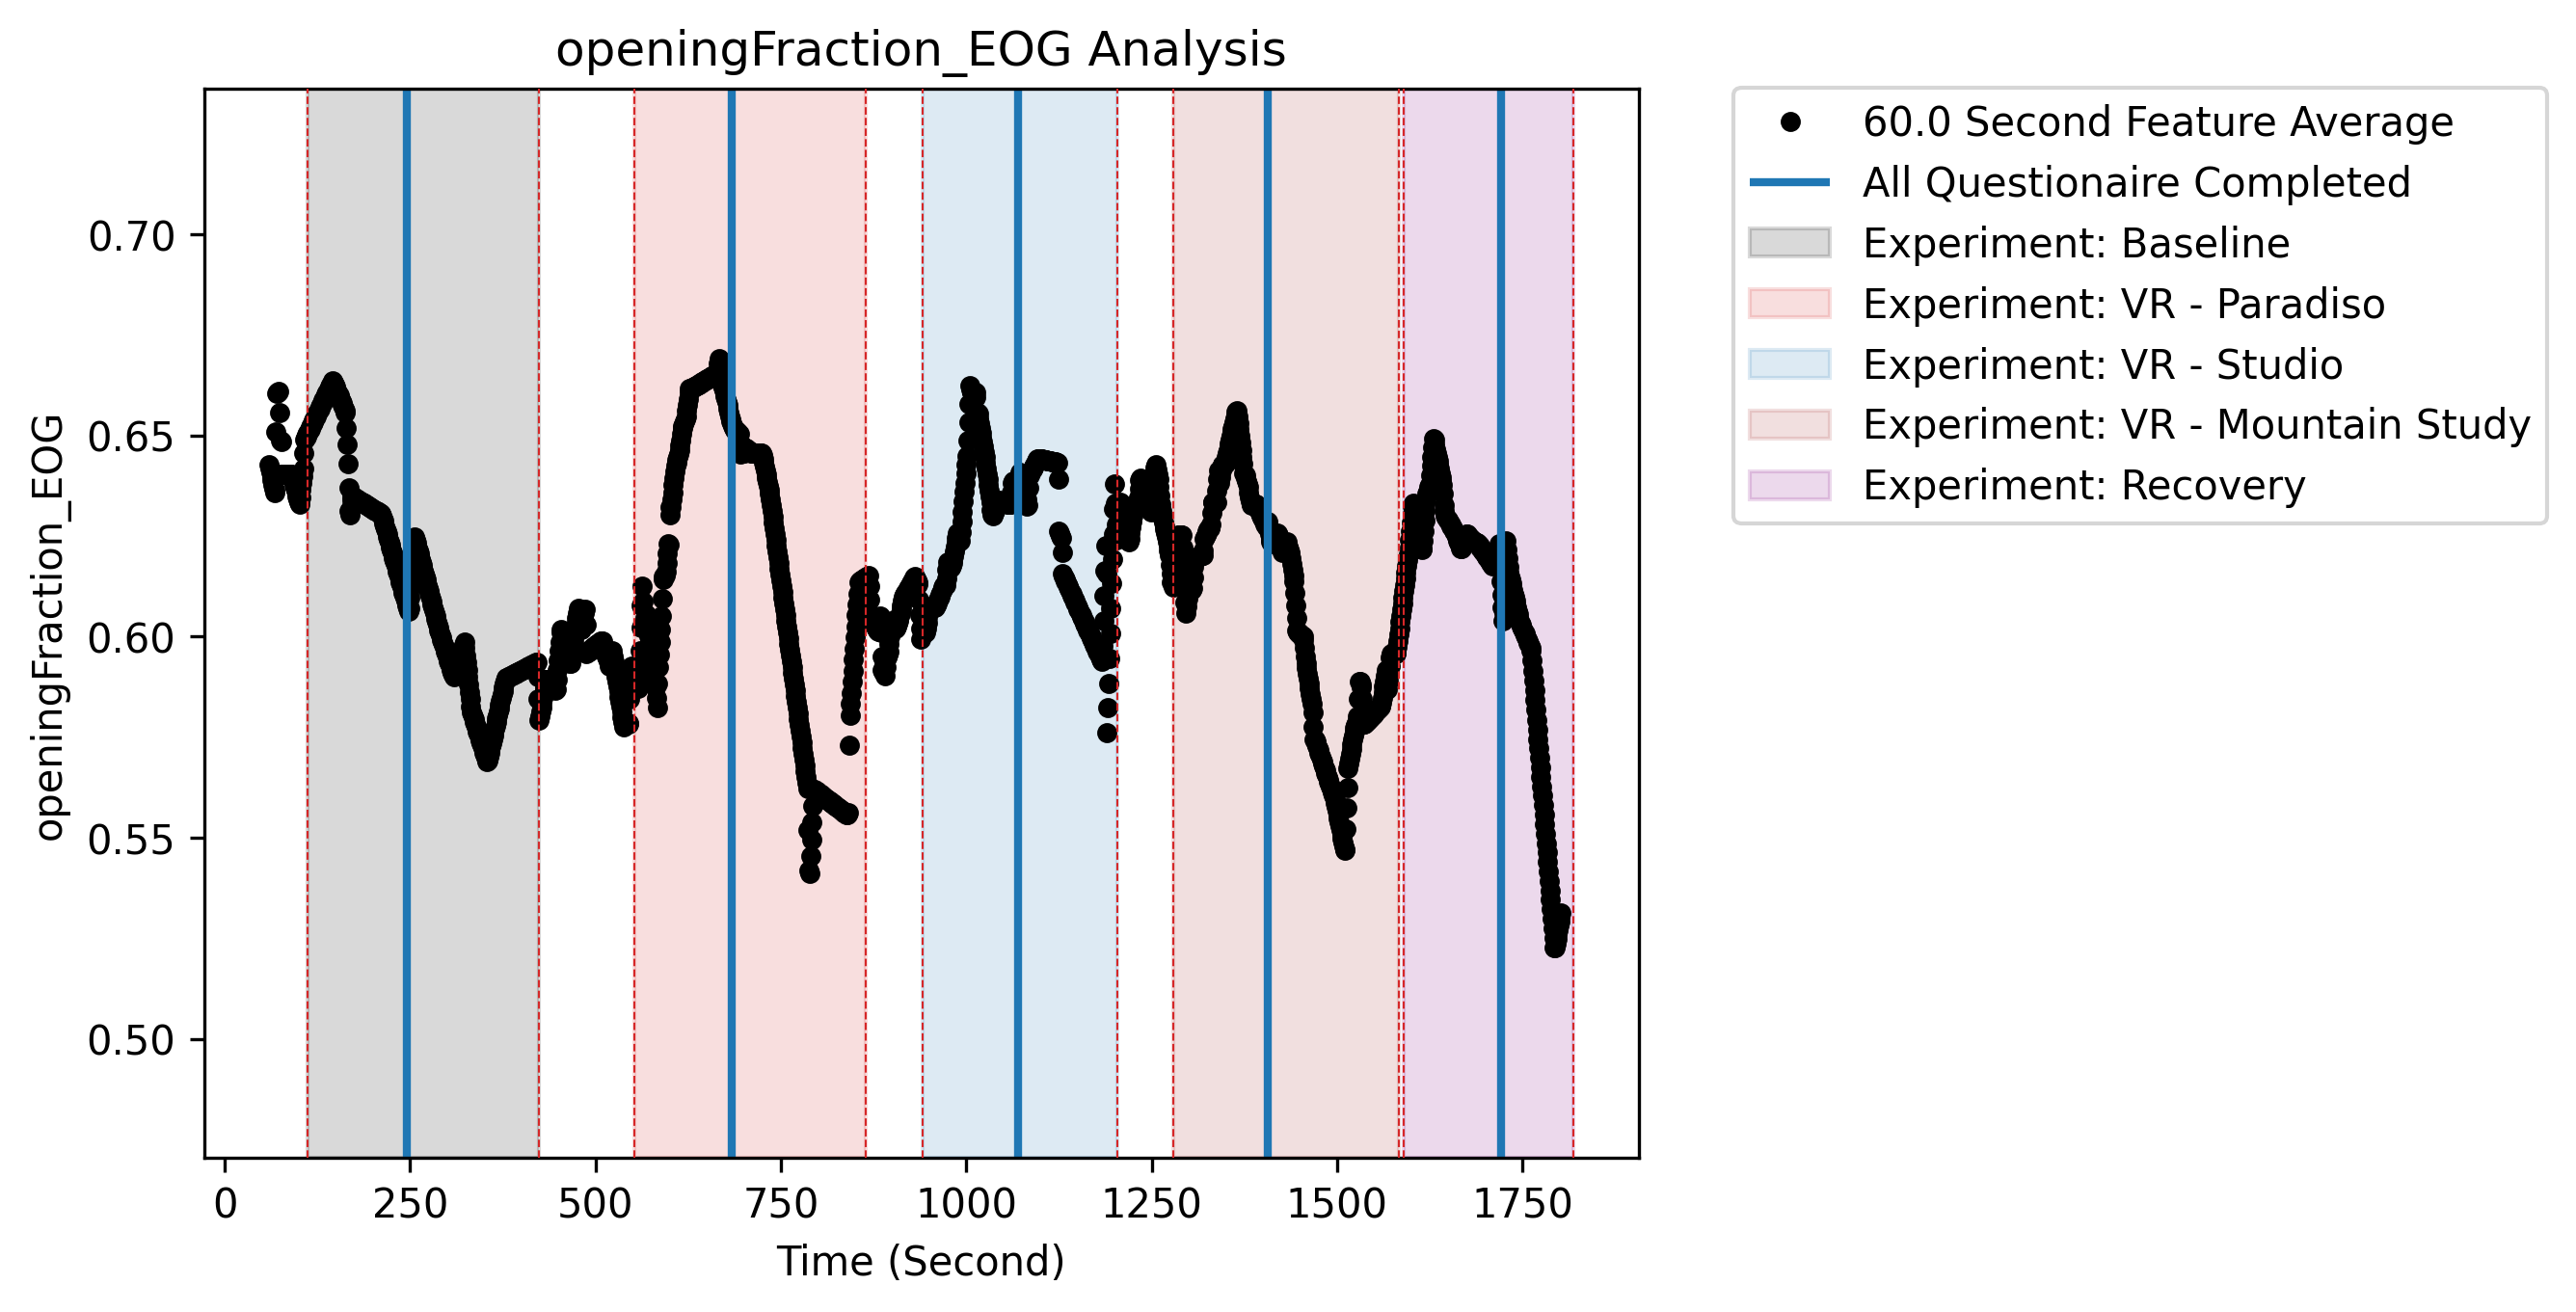 openingFraction_EOG Analysis
openingFraction_EOG
0.70
0.65
0.60
0.55
0.50
0
250
500
750
1000
1250
1500
1750
Time (Second)
60.0 Second Feature Average
All Questionaire Completed
Experiment: Baseline
Experiment: VR - Paradiso
Experiment: VR - Studio
Experiment: VR - Mountain Study
Experiment: Recovery